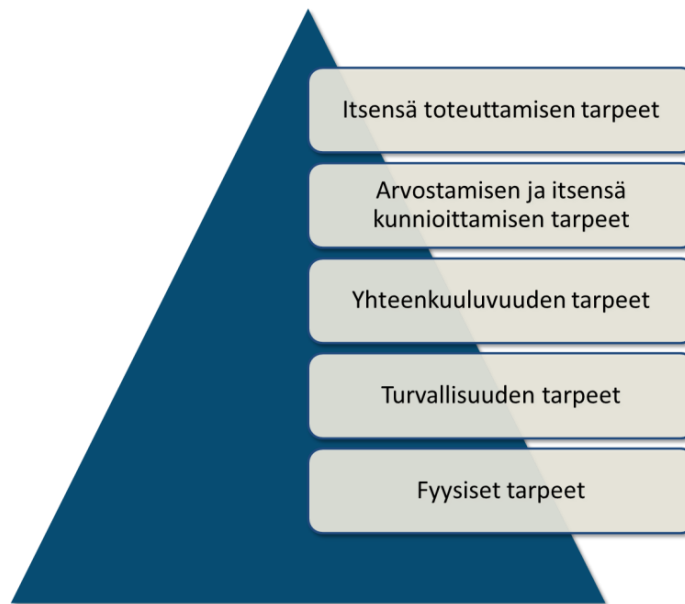 Itsensä toteuttamisen tarpeet
Arvostamisen ja itsensä
kunnioittamisen tarpeet
Yhteenkuuluvuuden tarpeet
Turvallisuuden tarpeet
Fyysiset tarpeet